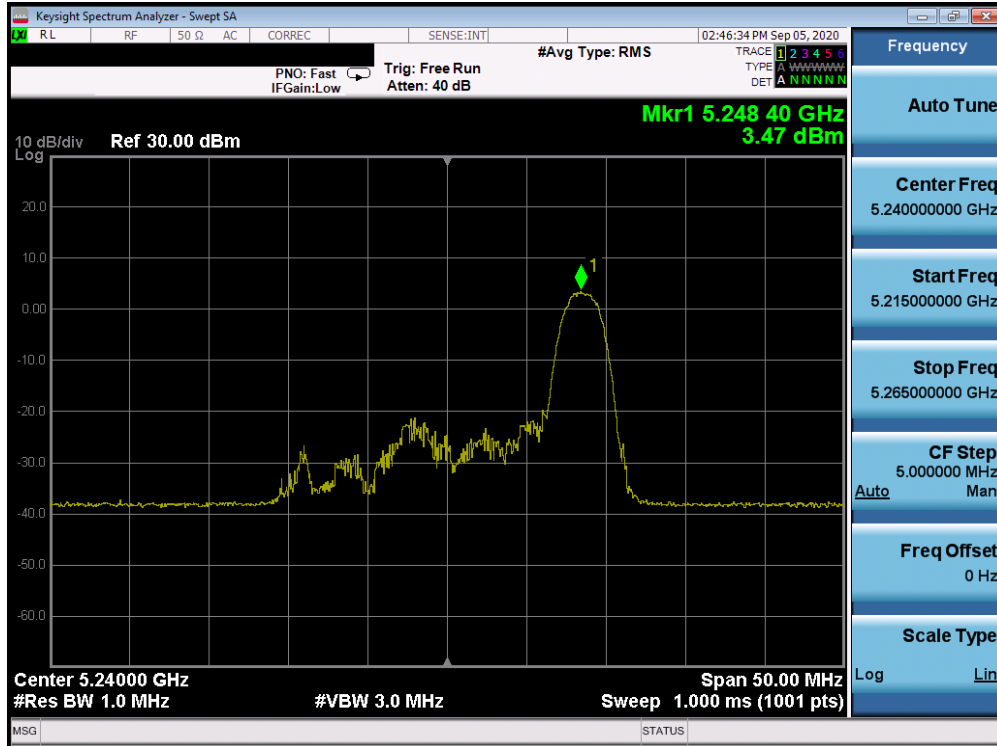 Keysight Spectrum Analyzer - Swept SA
LXI RL RF 50 Ω AC CORREC SENSE:INT 02:46:34 PM Sep 05, 2020
PNO: Fast
IFGain:Low
Trig: Free Run
Atten: 40 dB
#Avg Type: RMS
TRACE 1 2 3 4 5 6
TYPE A WWWWW
DET A N N N N N
Mkr1 5.248 40 GHz
3.47 dBm
10 dB/div
Log
Ref 30.00 dBm
20.0
10.0
0.00
-10.0
-20.0
-30.0
-40.0
-50.0
-60.0
1
Center 5.24000 GHz
#Res BW 1.0 MHz
#VBW 3.0 MHz
Span 50.00 MHz
Sweep 1.000 ms (1001 pts)
MSG
STATUS
Frequency
Auto Tune
Center Freq
5.240000000 GHz
Start Freq
5.215000000 GHz
Stop Freq
5.265000000 GHz
CF Step
5.000000 MHz
Auto Man
Freq Offset
0 Hz
Scale Type
Log Lin